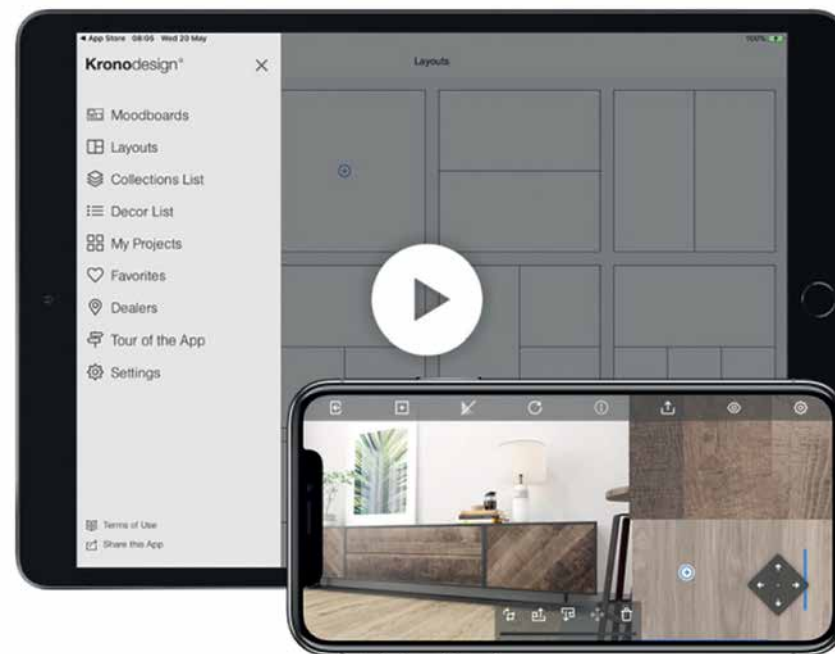 ◀ App Store 08:05 Wed 20 May 100%
Kronodesign®
Layouts
Moodboards
Layouts
Collections List
Decor List
My Projects
Favorites
Dealers
Tour of the App
Settings
Terms of Use
Share this App